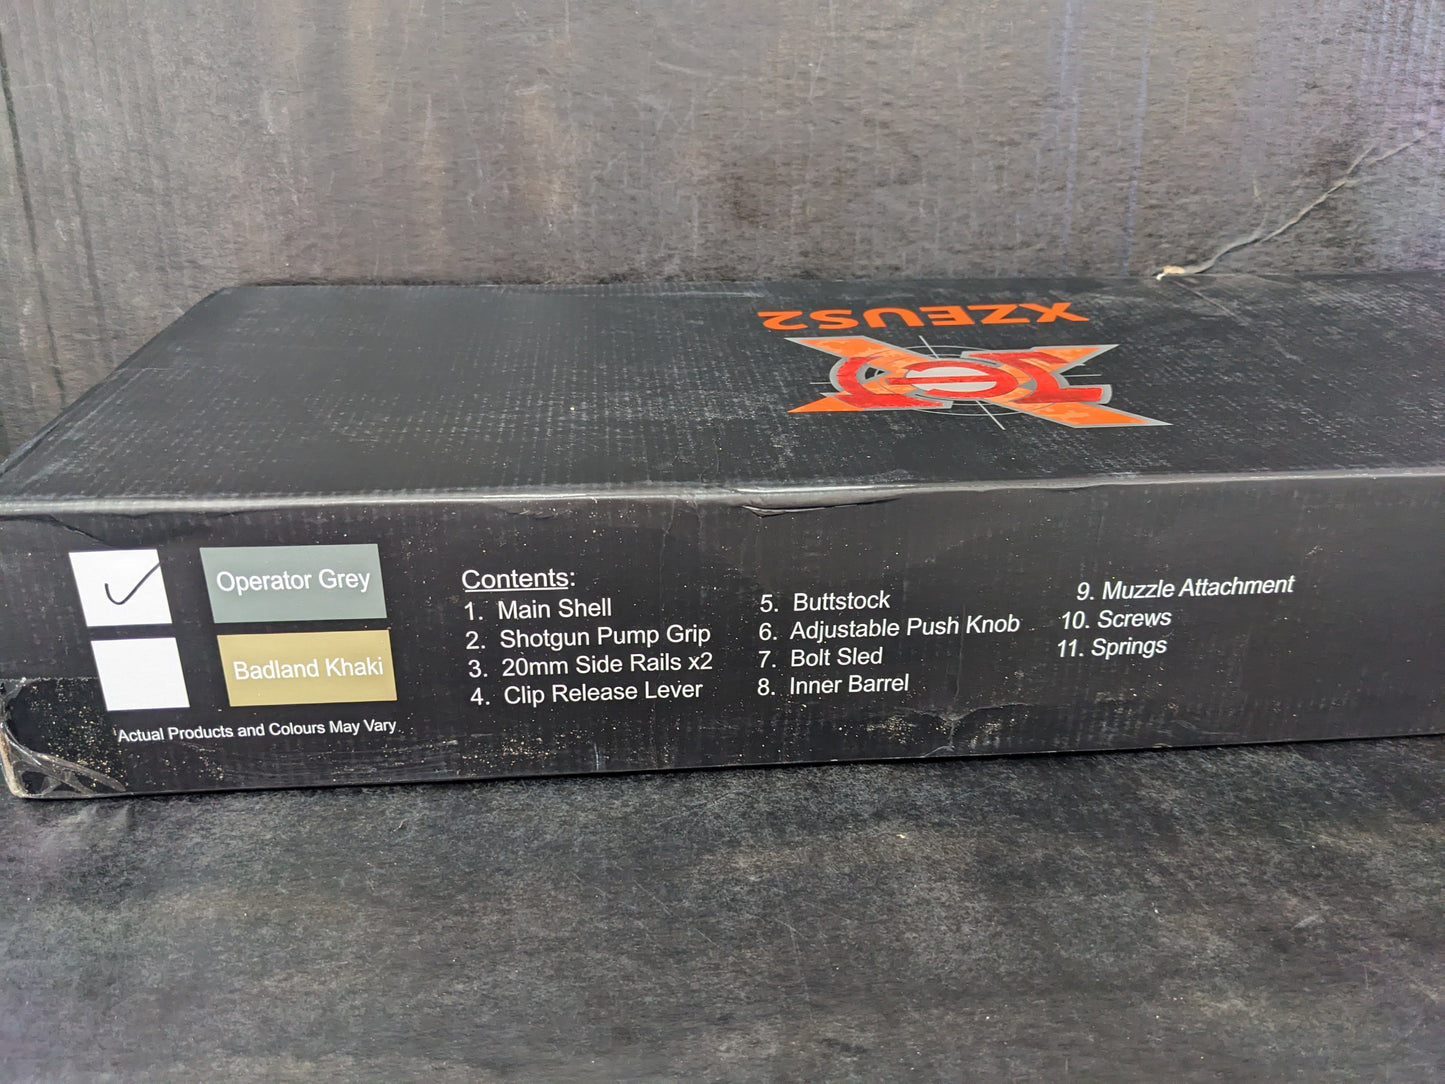 XZEUS2
Operator Grey
Badland Khaki
Actual Products and Colours May Vary
Contents:
1. Main Shell
2. Shotgun Pump Grip
3. 20mm Side Rails x2
4. Clip Release Lever
5. Buttstock
6. Adjustable Push Knob
7. Bolt Sled
8. Inner Barrel
9. Muzzle Attachment
10. Screws
11. Springs